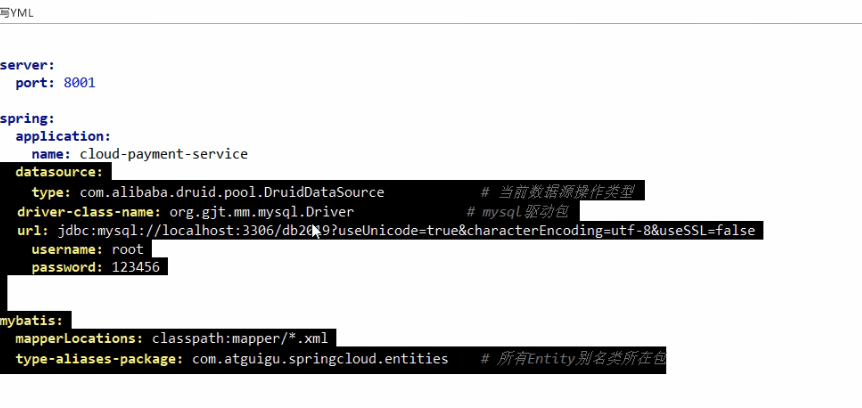 写YML
server:
port: 8001
spring:
application:
name: cloud-payment-service
datasource:
type: com.alibaba.druid.pool.DruidDataSource # 当前数据源操作类型
driver-class-name: org.gjt.mm.mysql.Driver # mysql驱动包
url: jdbc:mysql://localhost:3306/db2019?useUnicode=true&characterEncoding=utf-8&useSSL=false
username: root
password: 123456
mybatis:
mapperLocations: classpath:mapper/*.xml
type-aliases-package: com.atguigu.springcloud.entities # 所有Entity别名类所在包